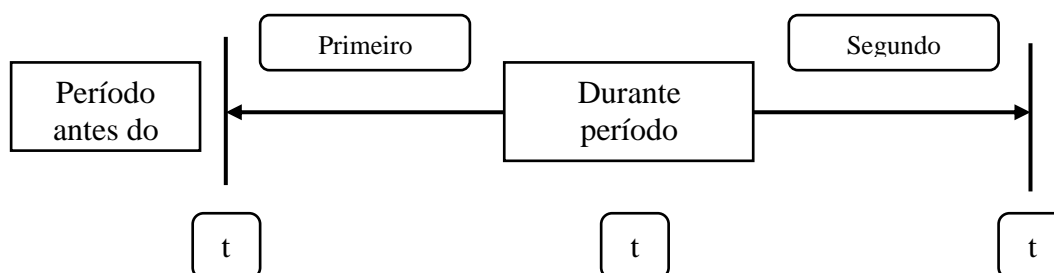 Primeiro
Segundo
Período
antes do
Durante
período
t
t
t